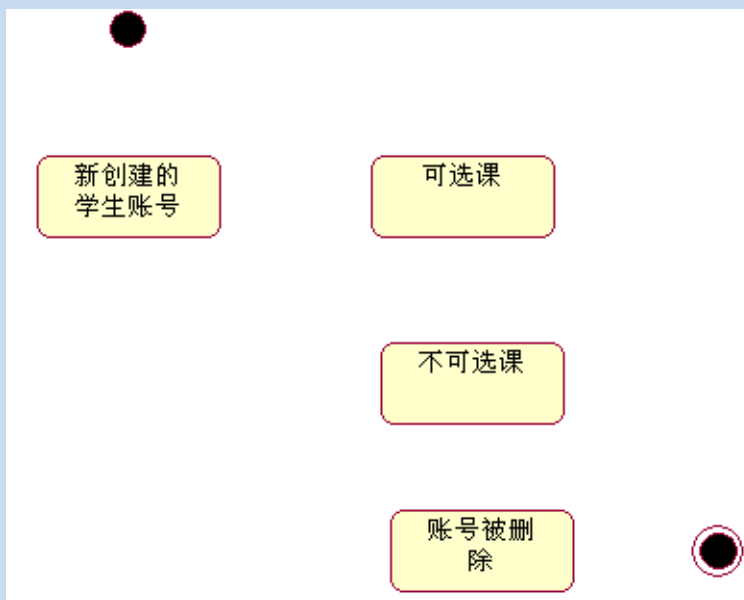 新创建的
学生账号
可选课
不可选课
账号被删
除